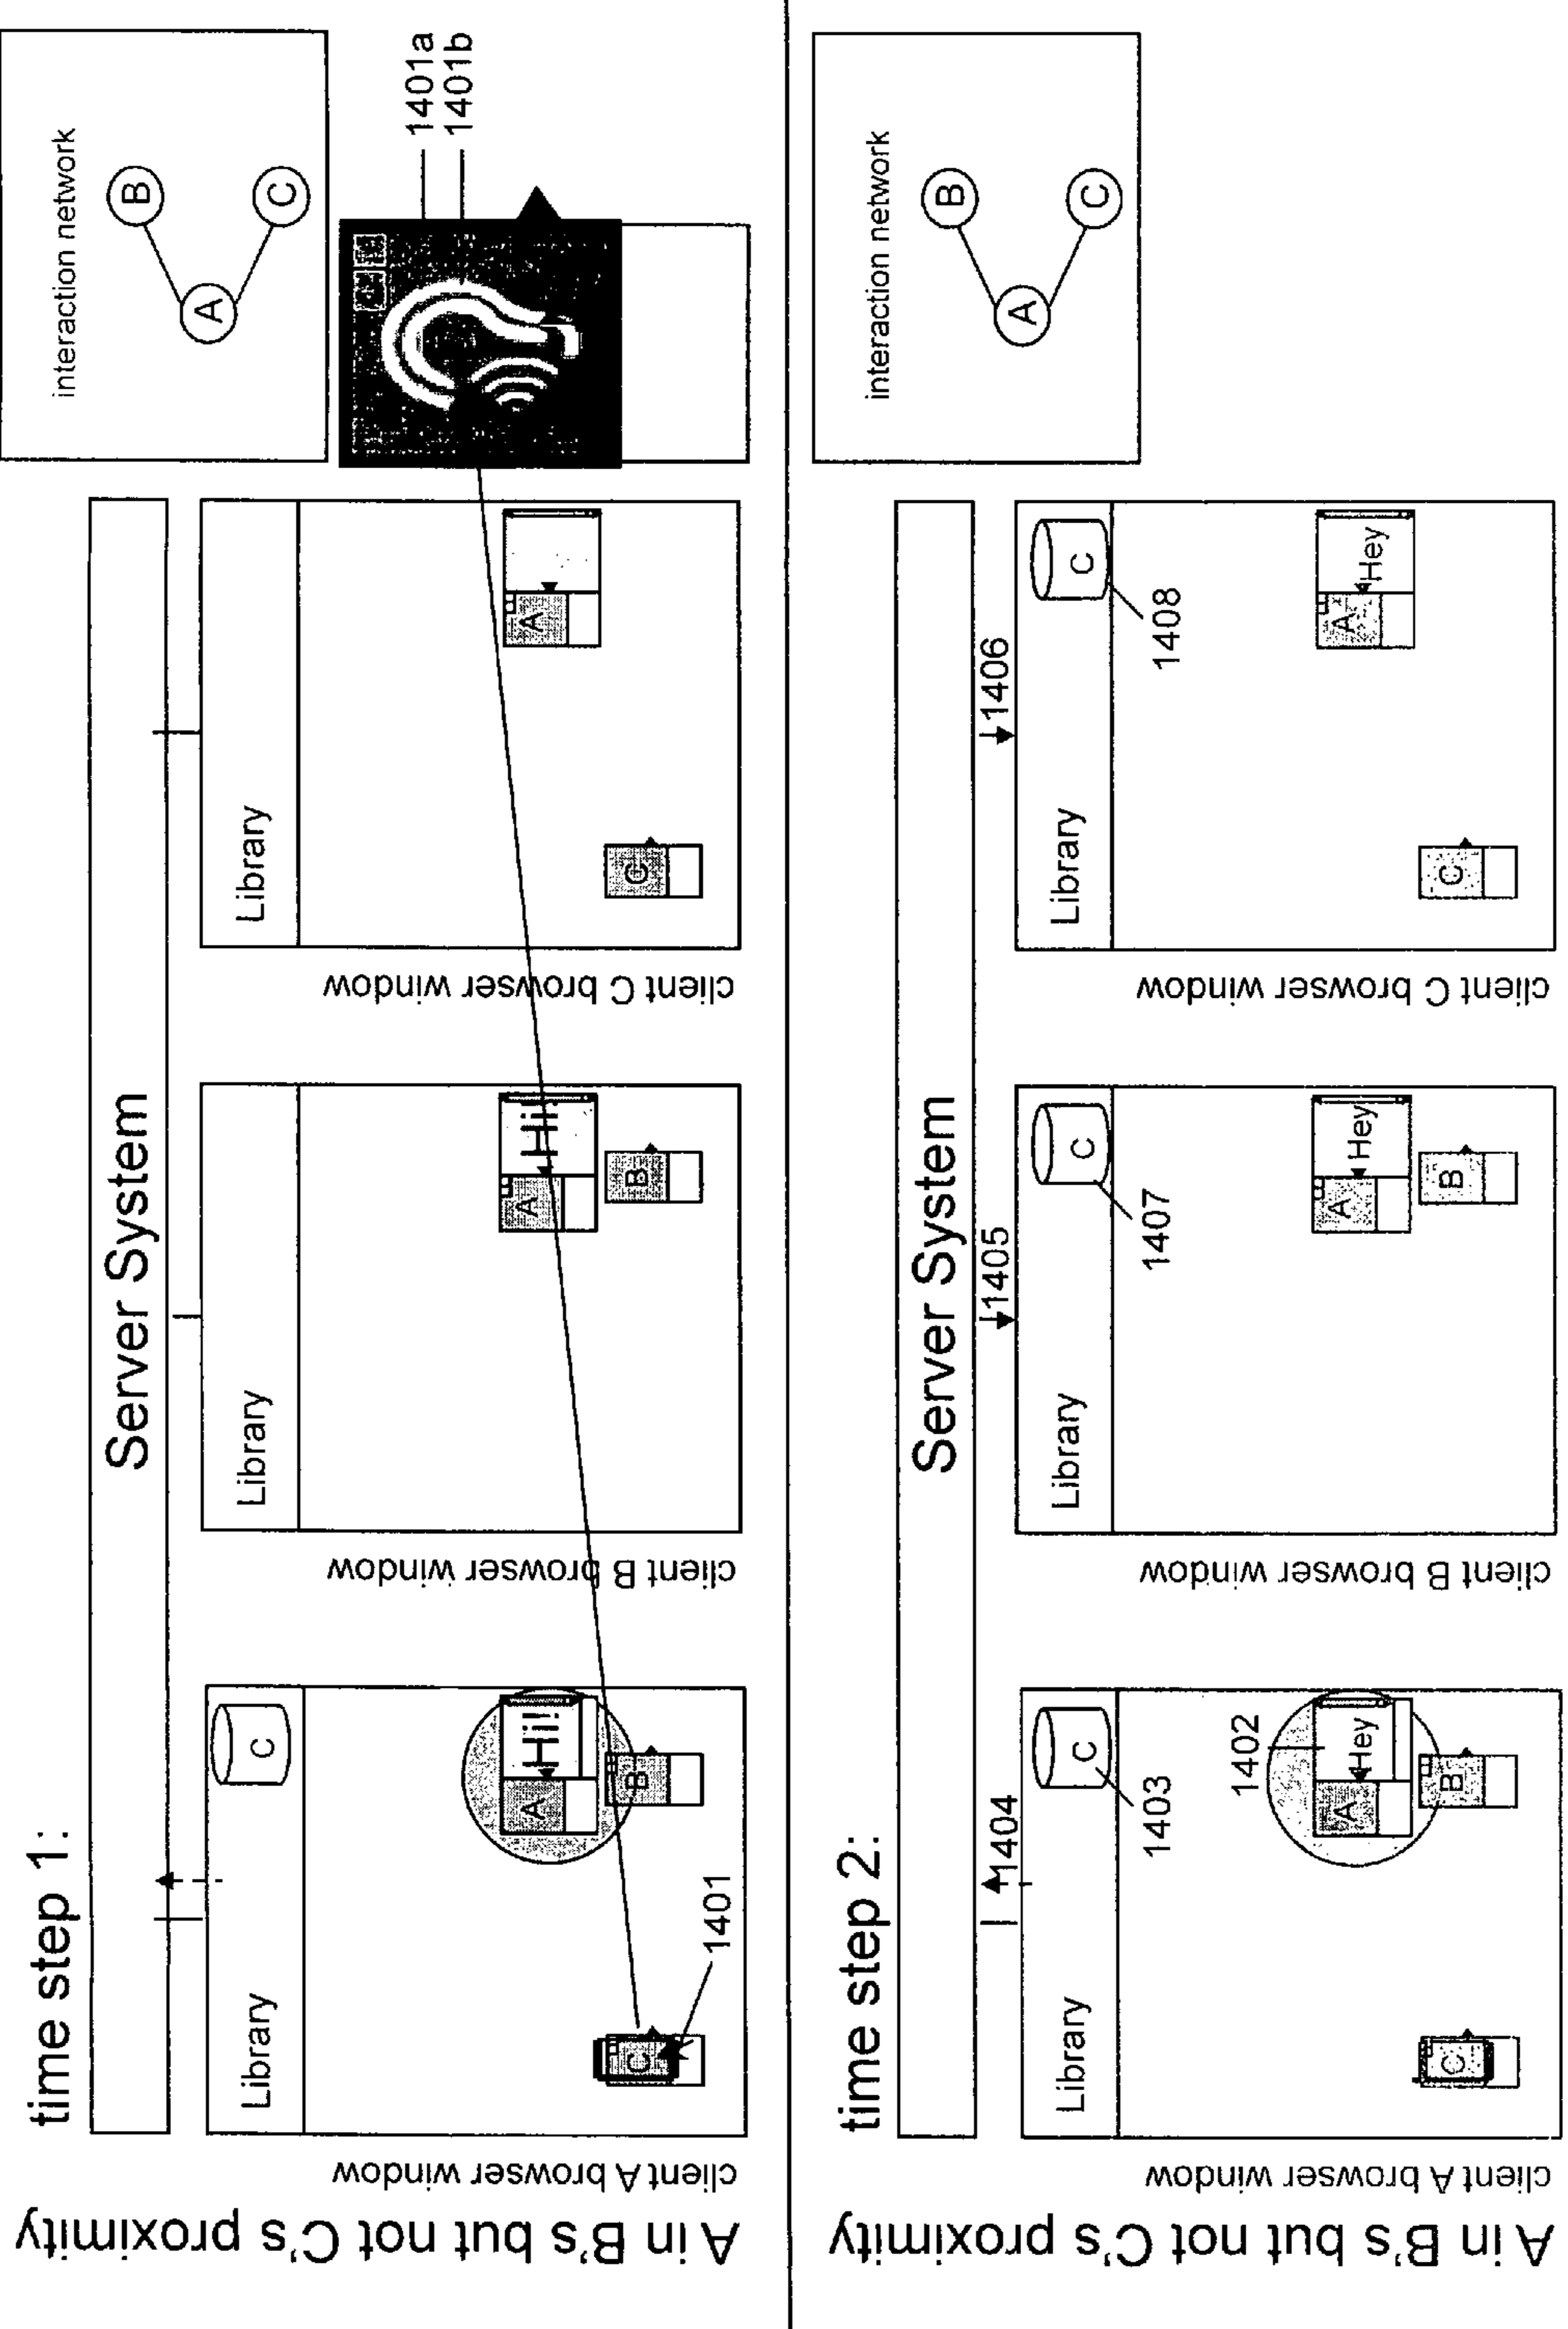 time step 1:
Server System
interaction network
B
A
C
A in B's but not C's proximity
client A browser window
Library
C
A
Hi!
B
C
1401
client B browser window
Library
A
Hi!
B
client C browser window
Library
A
C
1401a
1401b
time step 2:
Server System
interaction network
B
A
C
A in B's but not C's proximity
client A browser window
1404
Library
C
1403
1402
A
Hey
B
C
client B browser window
1405
Library
C
1407
A
Hey
B
client C browser window
1406
Library
C
1408
A
Hey
C